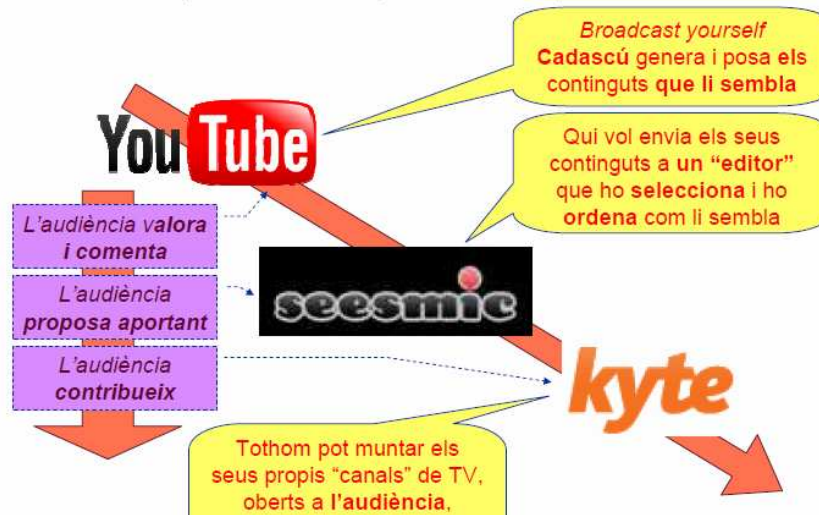 Broadcast yourself
Cadascú genera i posa els
continguts que li sembla
YouTube
Qui vol envia els seus
continguts a un “editor”
que ho selecciona i ho
ordena com li sembla
L’audiència valora
i comenta
seesmic
L’audiència
proposa aportant
L’audiència
contribueix
kyte
Tothom pot muntar els
seus propis “canals” de TV,
oberts a l’audiència,